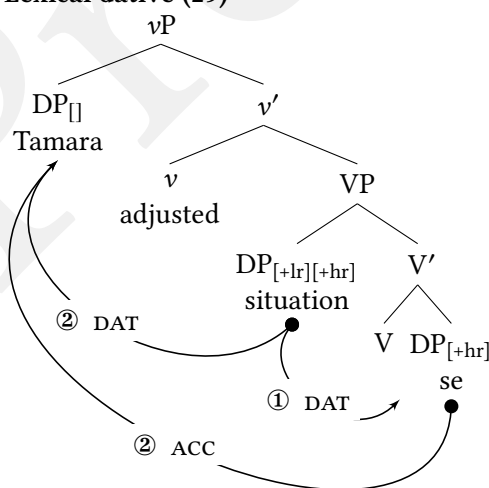 Lexical dative (29)
vP
DP[] v′
Tamara
v VP
adjusted
DP[+lr][+hr] V′
situation
② DAT V DP[+hr]
se
① DAT
② ACC